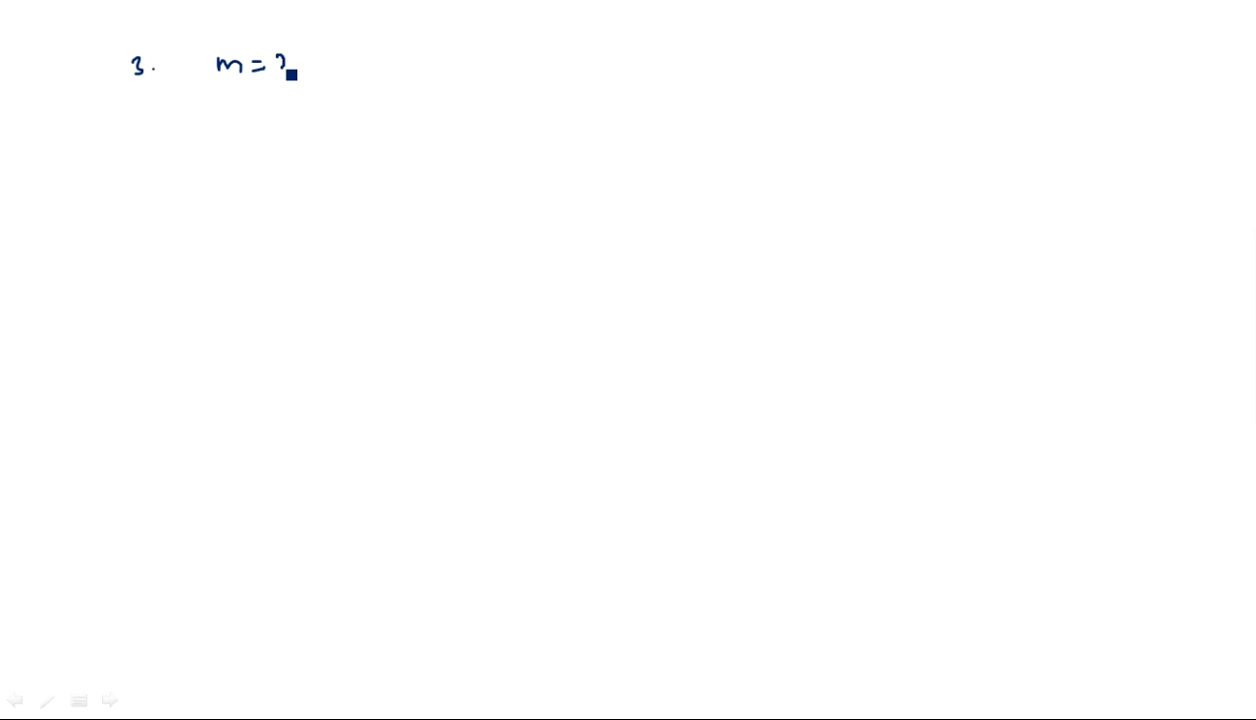 3. m = ?